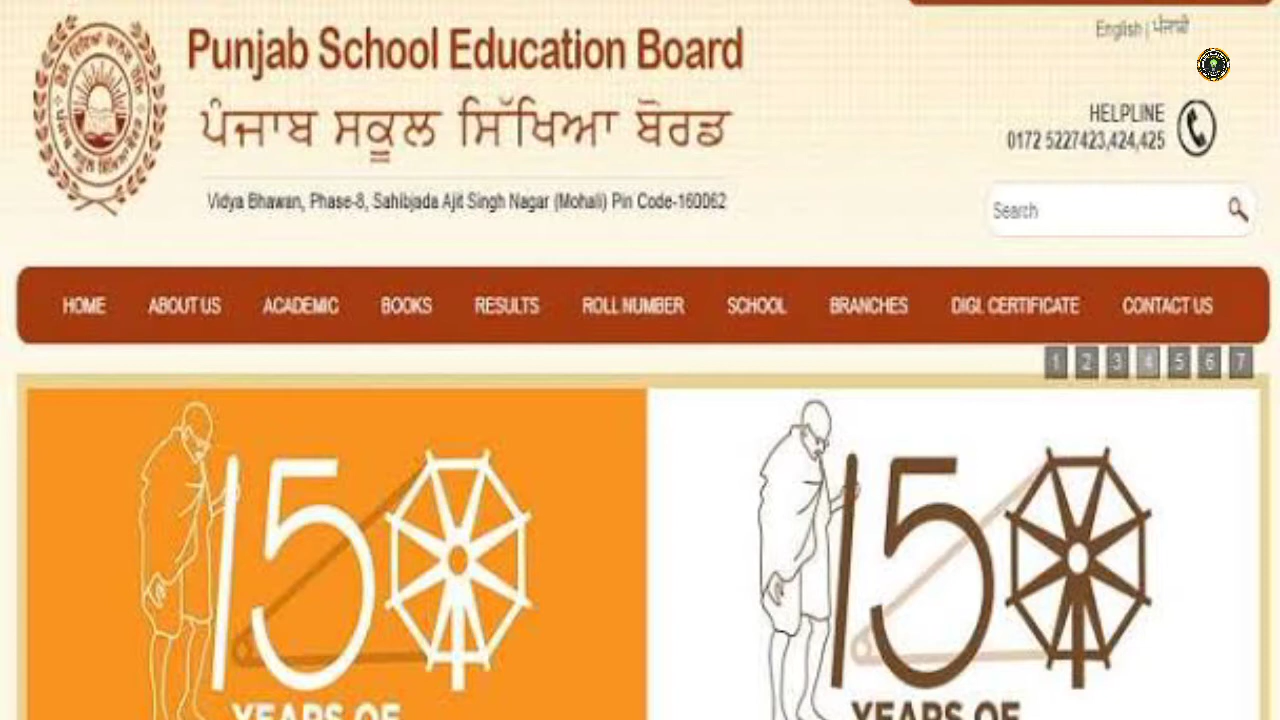 Punjab School Education Board
ਪੰਜਾਬ ਸਕੂਲ ਸਿੱਖਿਆ ਬੋਰਡ
Vidya Bhawan, Phase-8, Sahibjada Ajit Singh Nagar (Mohali) Pin Code-160062
English | ਪੰਜਾਬੀ
HELPLINE
0172 5227423,424,425
Search
HOME ABOUT US ACADEMIC BOOKS RESULTS ROLL NUMBER SCHOOL BRANCHES DIGI. CERTIFICATE CONTACT US
1 2 3 4 5 6 7
150
YEARS OF
150
YEARS OF